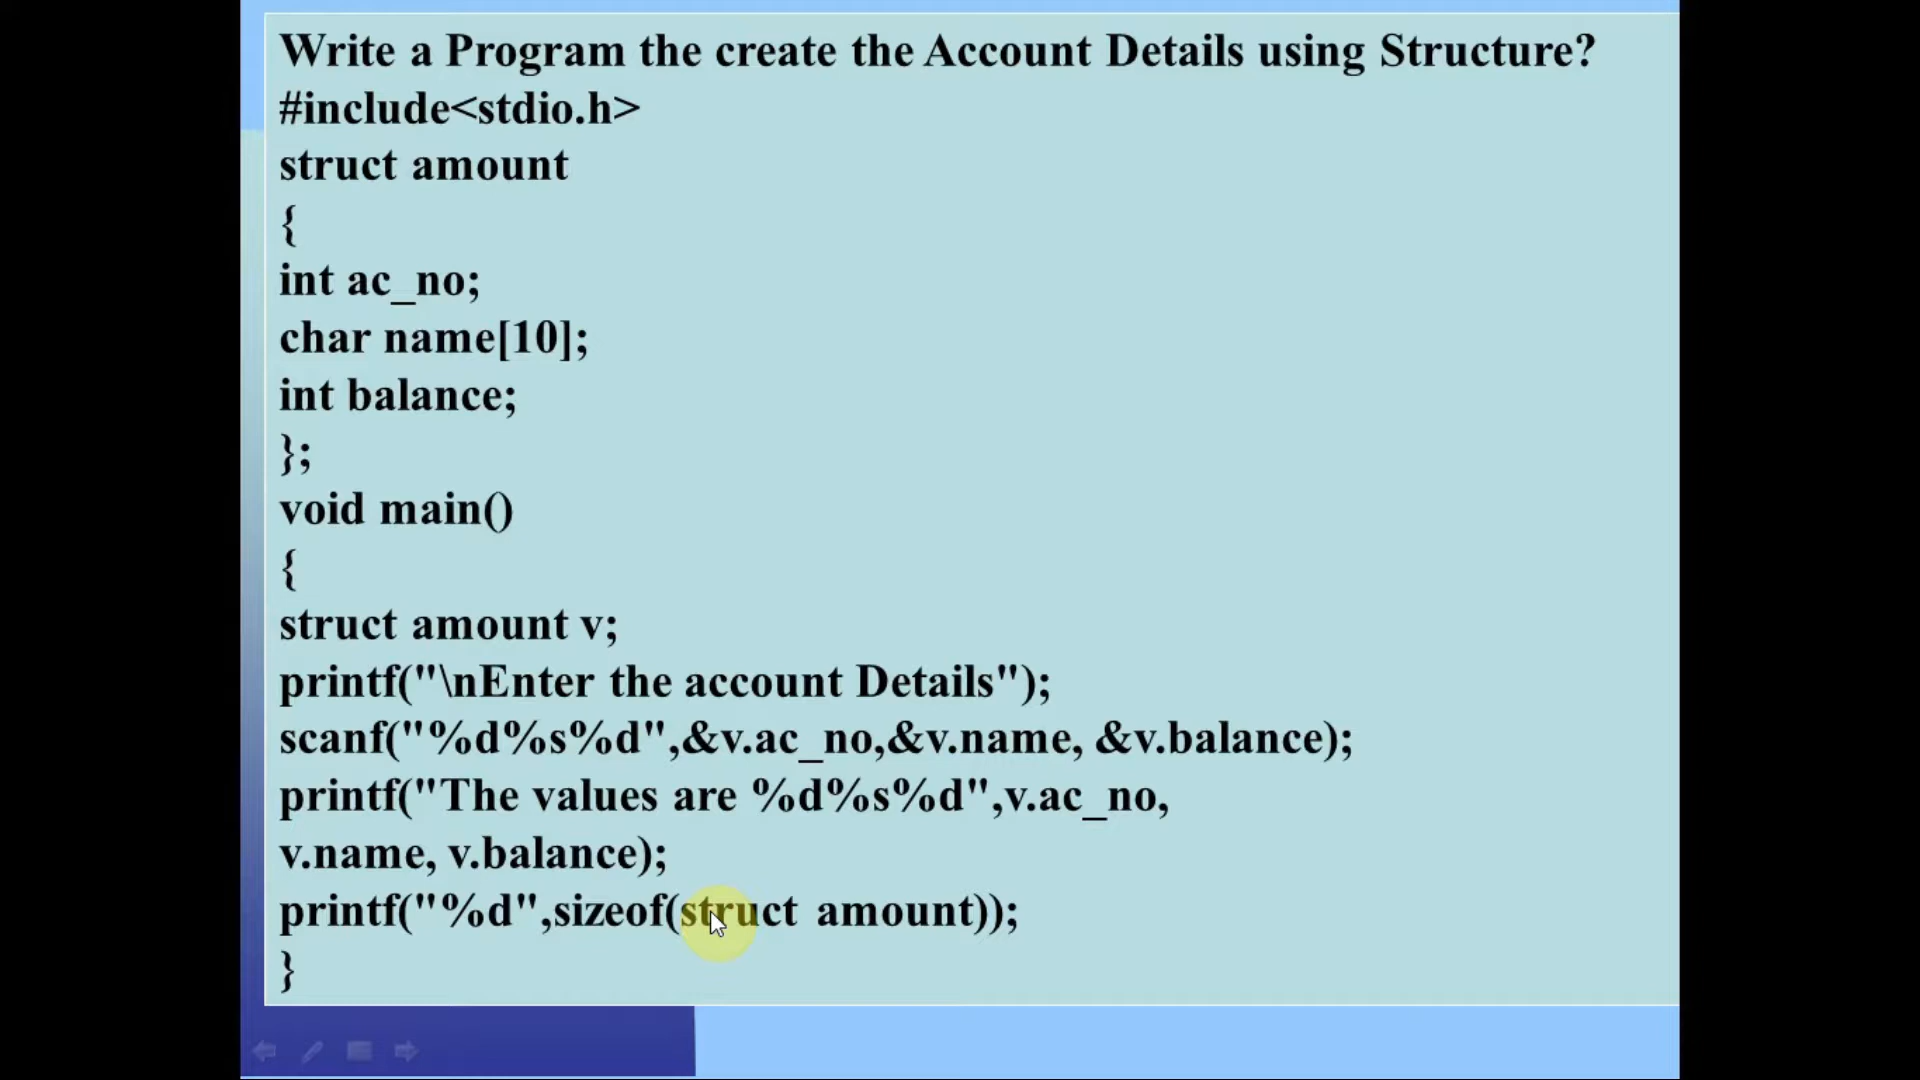 Write a Program the create the Account Details using Structure?
#include<stdio.h>
struct amount
{
int ac_no;
char name[10];
int balance;
};
void main()
{
struct amount v;
printf("\nEnter the account Details");
scanf("%d%s%d",&v.ac_no,&v.name, &v.balance);
printf("The values are %d%s%d",v.ac_no,
v.name, v.balance);
printf("%d",sizeof(struct amount));
}